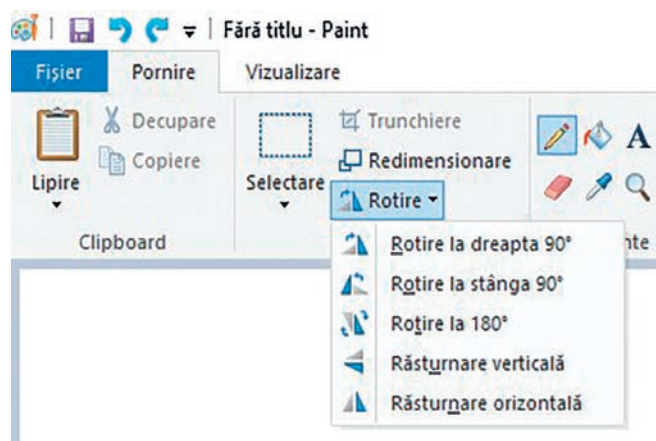 Fără titlu - Paint
Fișier Pornire Vizualizare
Lipire
Decupare
Copiere
Clipboard
Selectare
Trunchiere
Redimensionare
Rotire
A
nte
Rotire la dreapta 90°
Rotire la stânga 90°
Rotire la 180°
Răsturnare verticală
Răsturnare orizontală